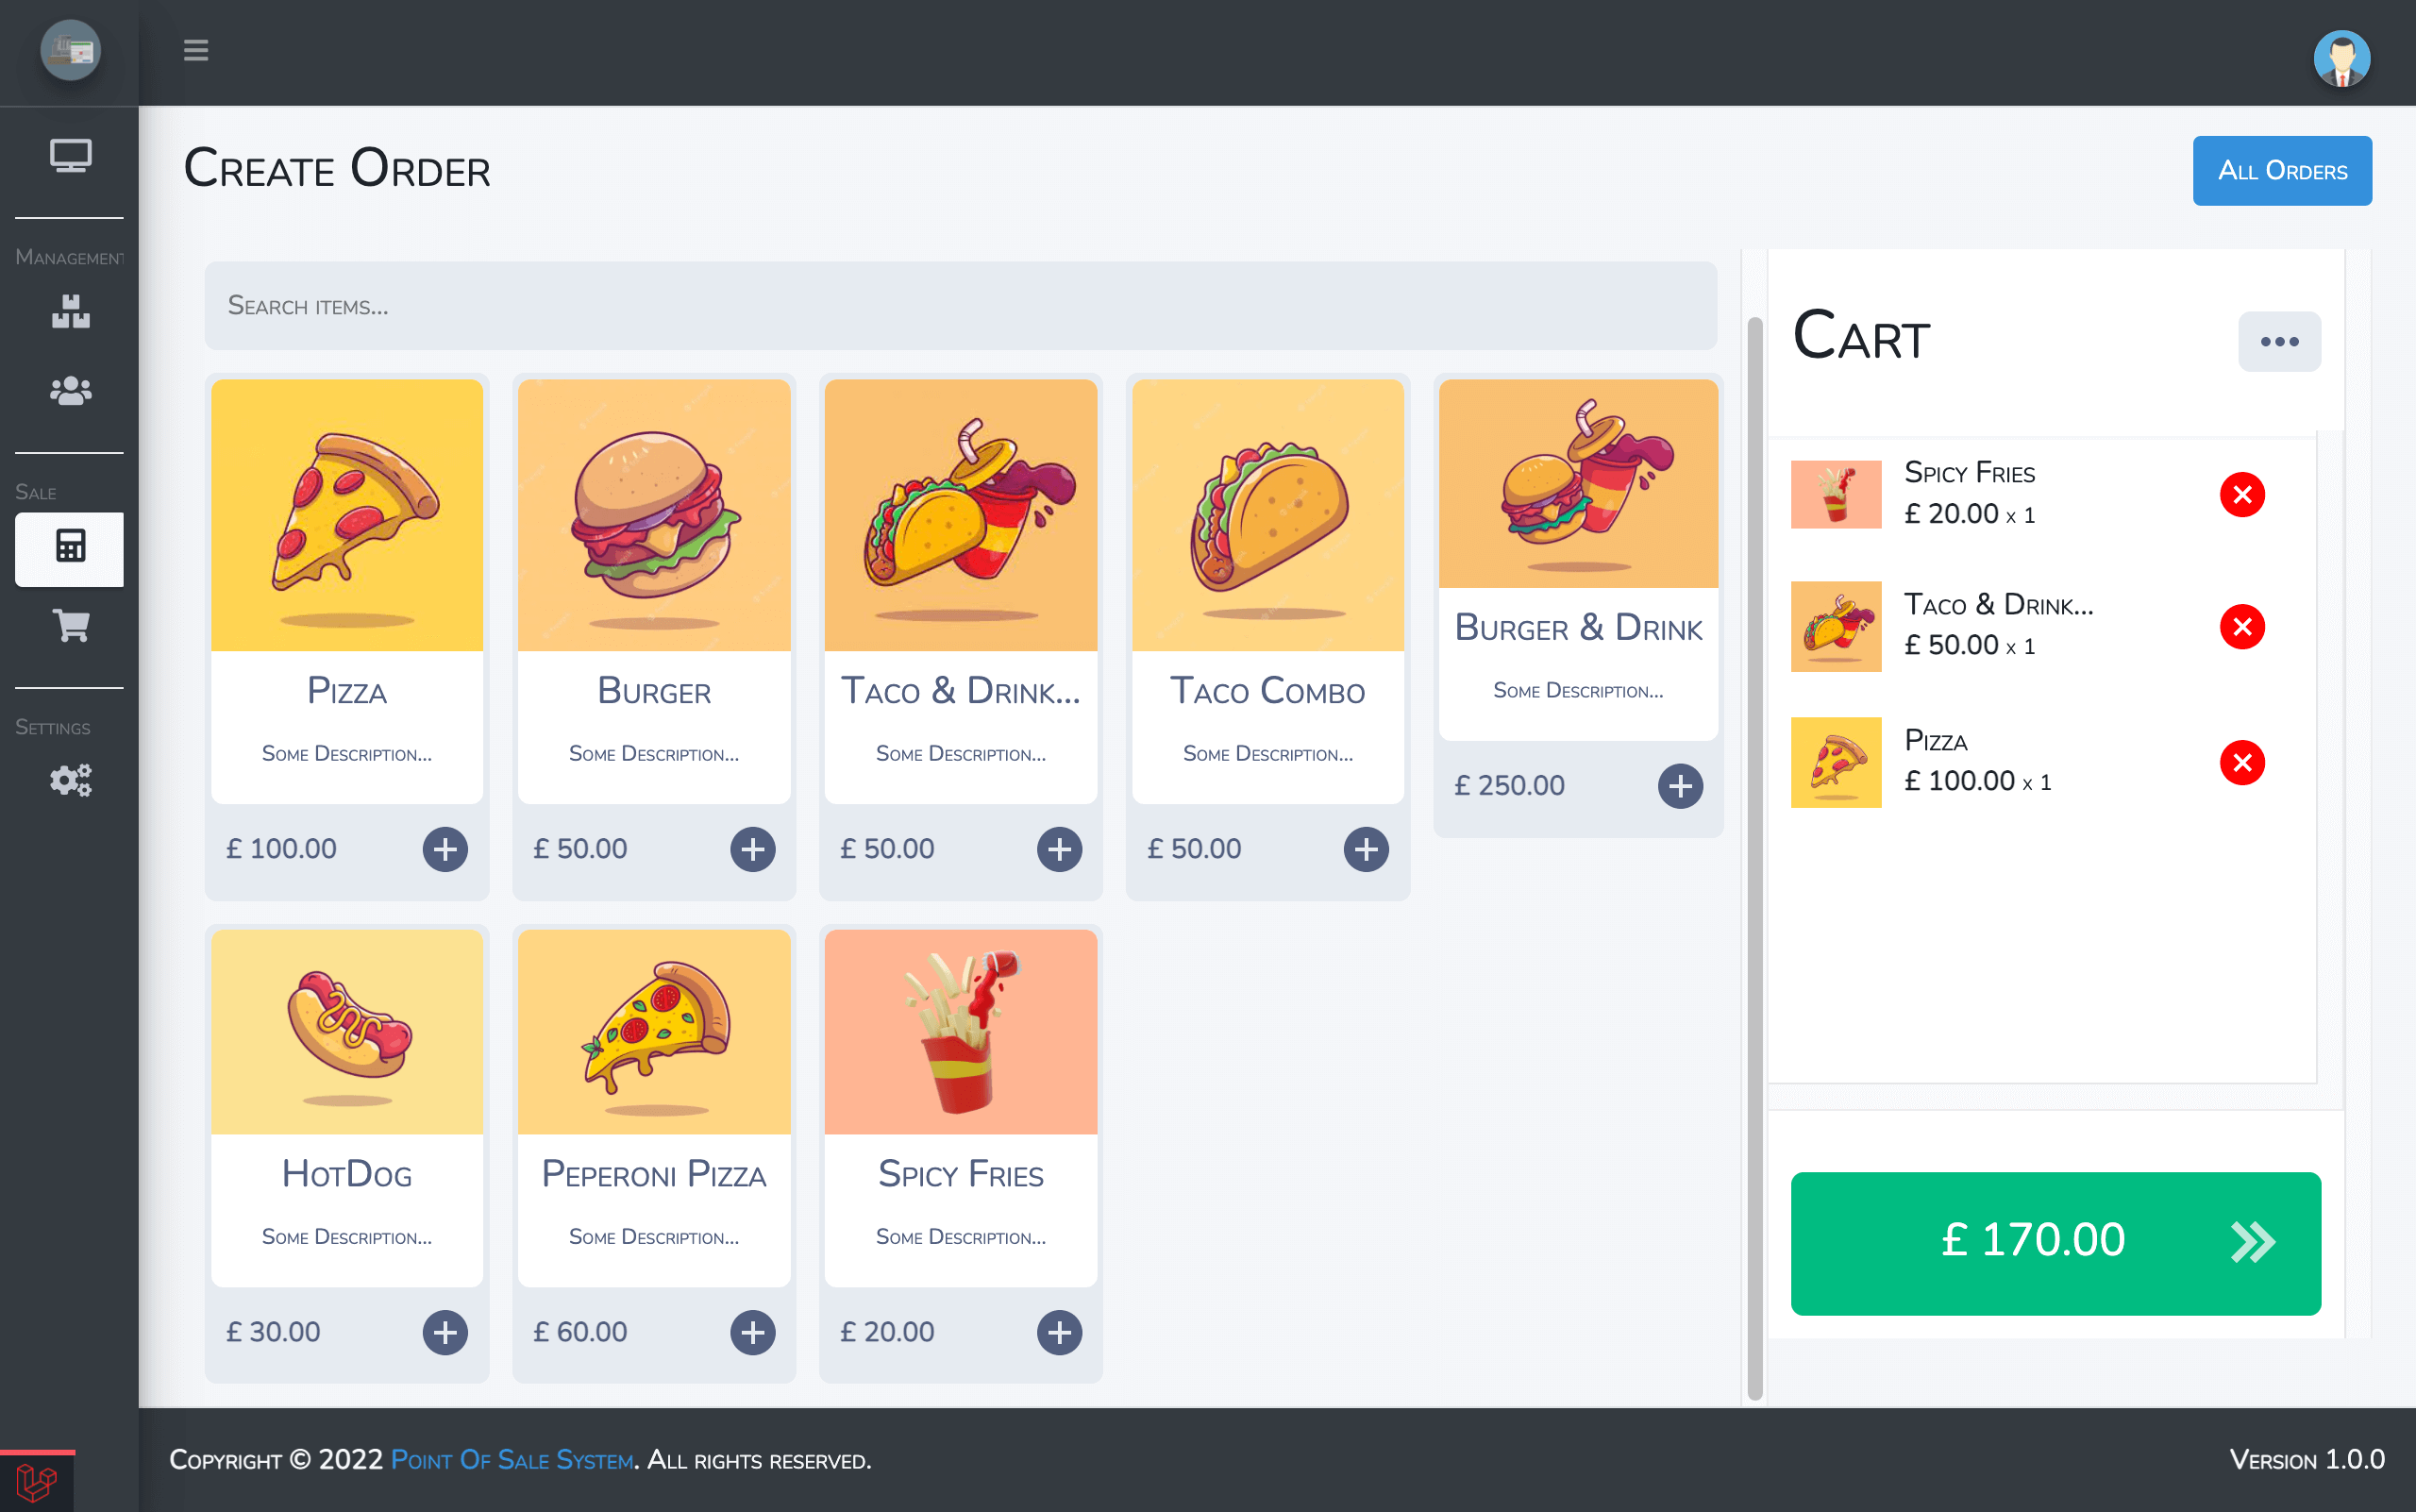 Create Order
All Orders
Management
Sale
Settings
Search items...
Pizza
Some Description...
£ 100.00
Burger
Some Description...
£ 50.00
Taco & Drink...
Some Description...
£ 50.00
Taco Combo
Some Description...
£ 50.00
Burger & Drink
Some Description...
£ 250.00
HotDog
Some Description...
£ 30.00
Peperoni Pizza
Some Description...
£ 60.00
Spicy Fries
Some Description...
£ 20.00
Cart
Spicy Fries
£ 20.00 x 1
Taco & Drink...
£ 50.00 x 1
Pizza
£ 100.00 x 1
£ 170.00
Copyright © 2022 Point Of Sale System. All rights reserved.
Version 1.0.0